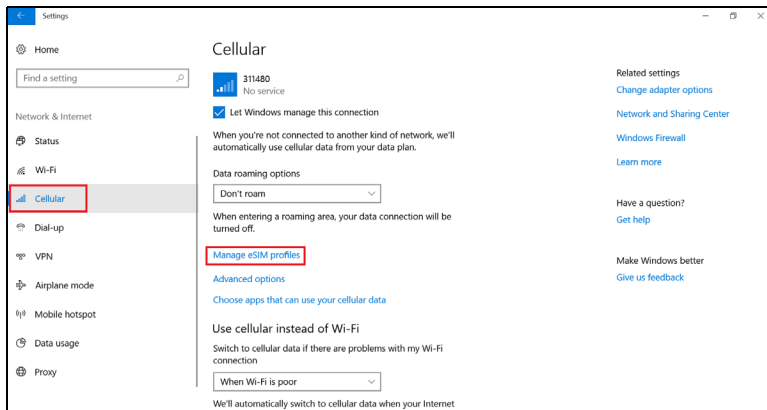 Settings
Home
Find a setting
Network & Internet
Status
Wi-Fi
Cellular
Dial-up
VPN
Airplane mode
Mobile hotspot
Data usage
Proxy
Cellular
311480
No service
Let Windows manage this connection
When you're not connected to another kind of network, we'll
automatically use cellular data from your data plan.
Data roaming options
Don't roam
When entering a roaming area, your data connection will be
turned off.
Manage eSIM profiles
Advanced options
Choose apps that can use your cellular data
Use cellular instead of Wi-Fi
Switch to cellular data if there are problems with my Wi-Fi
connection
When Wi-Fi is poor
We'll automatically switch to cellular data when your Internet
Related settings
Change adapter options
Network and Sharing Center
Windows Firewall
Learn more
Have a question?
Get help
Make Windows better
Give us feedback